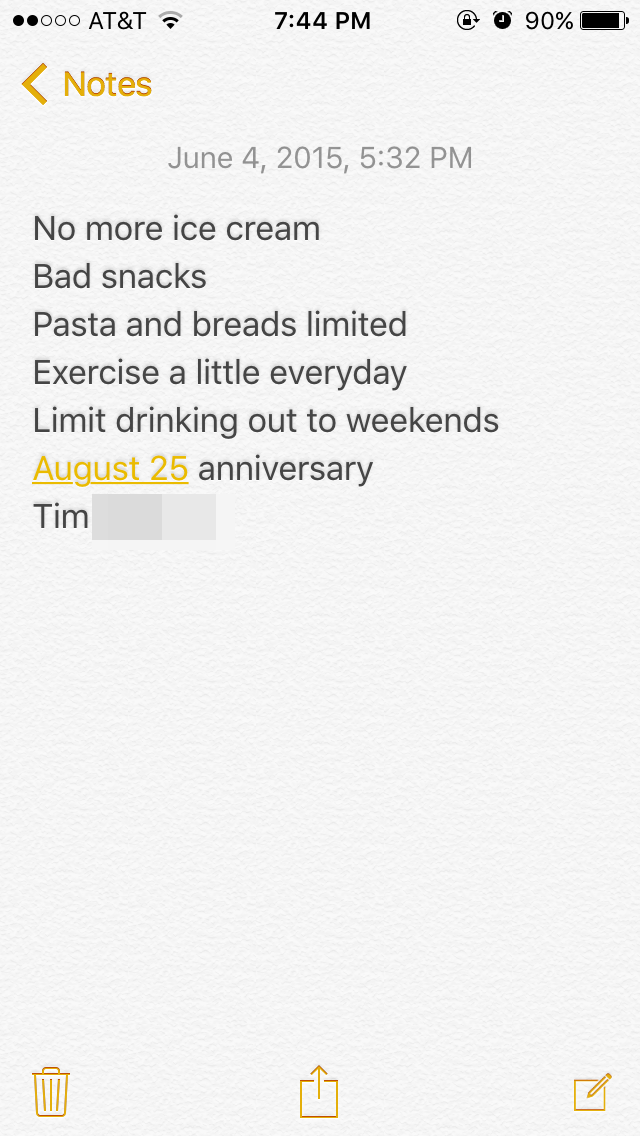 AT&T 7:44 PM 90%
Notes
June 4, 2015, 5:32 PM
No more ice cream
Bad snacks
Pasta and breads limited
Exercise a little everyday
Limit drinking out to weekends
August 25 anniversary
Tim